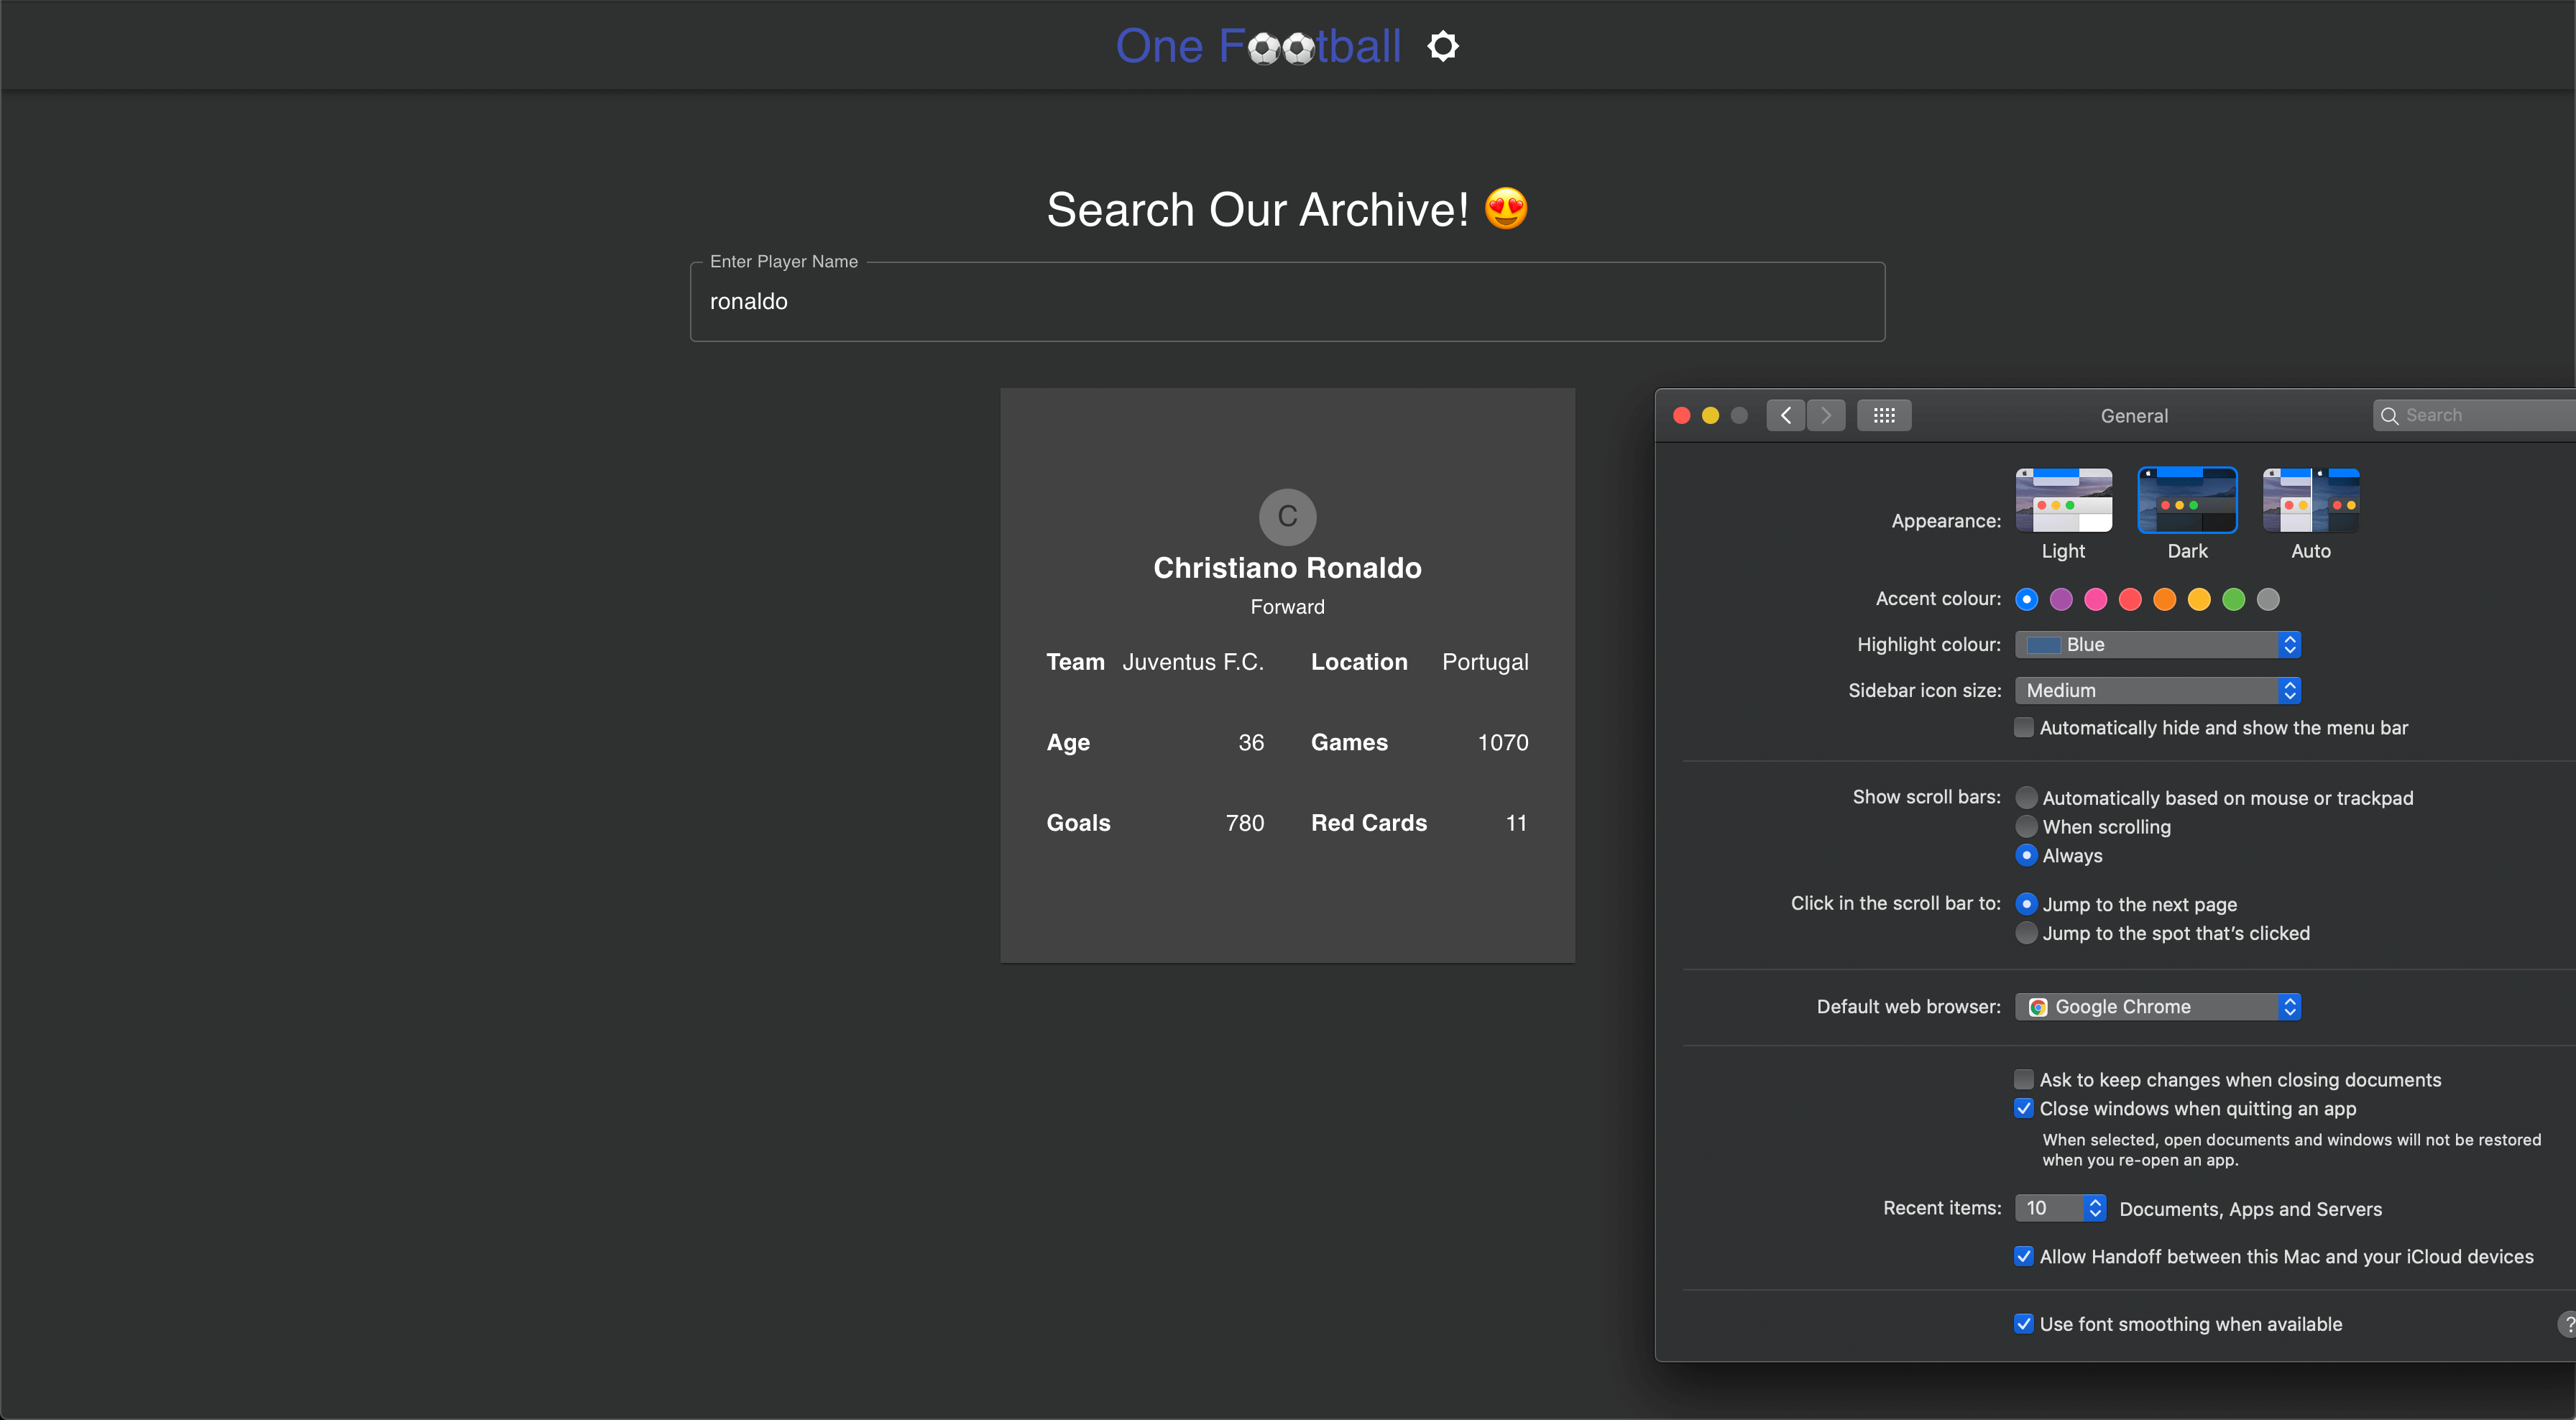 One F⚽⚽tball
Search Our Archive! 😍
Enter Player Name
ronaldo
C
Christiano Ronaldo
Forward
Team Juventus F.C. Location Portugal
Age 36 Games 1070
Goals 780 Red Cards 11
General
Search
Appearance:
Light Dark Auto
Accent colour:
Highlight colour: Blue
Sidebar icon size: Medium
Automatically hide and show the menu bar
Show scroll bars: Automatically based on mouse or trackpad
When scrolling
Always
Click in the scroll bar to: Jump to the next page
Jump to the spot that’s clicked
Default web browser: Google Chrome
Ask to keep changes when closing documents
Close windows when quitting an app
When selected, open documents and windows will not be restored
when you re-open an app.
Recent items: 10 Documents, Apps and Servers
Allow Handoff between this Mac and your iCloud devices
Use font smoothing when available
?